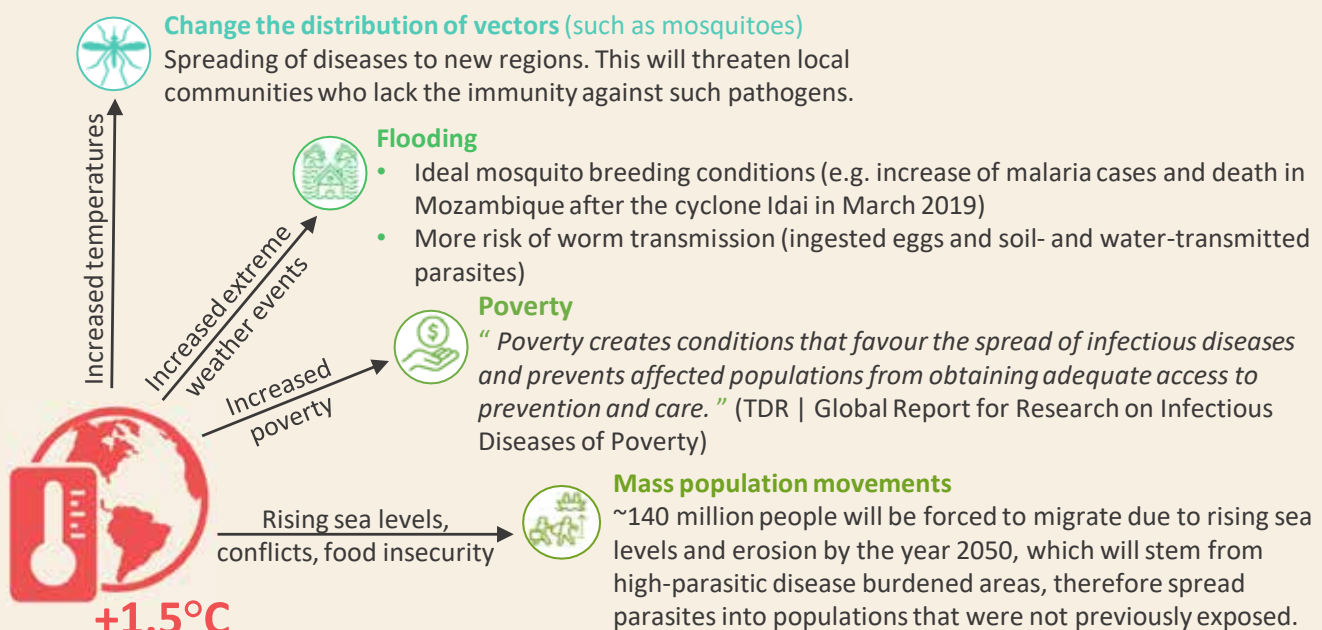 Change the distribution of vectors (such as mosquitoes)
Spreading of diseases to new regions. This will threaten local
communities who lack the immunity against such pathogens.
Increased temperatures
Flooding
• Ideal mosquito breeding conditions (e.g. increase of malaria cases and death in
Mozambique after the cyclone Idai in March 2019)
• More risk of worm transmission (ingested eggs and soil- and water-transmitted
parasites)
Increased extreme
weather events
Poverty
“ Poverty creates conditions that favour the spread of infectious diseases
and prevents affected populations from obtaining adequate access to
prevention and care. ” (TDR | Global Report for Research on Infectious
Diseases of Poverty)
Increased
poverty
Mass population movements
~140 million people will be forced to migrate due to rising sea
levels and erosion by the year 2050, which will stem from
high-parasitic disease burdened areas, therefore spread
parasites into populations that were not previously exposed.
Rising sea levels,
conflicts, food insecurity
$
+1.5°C